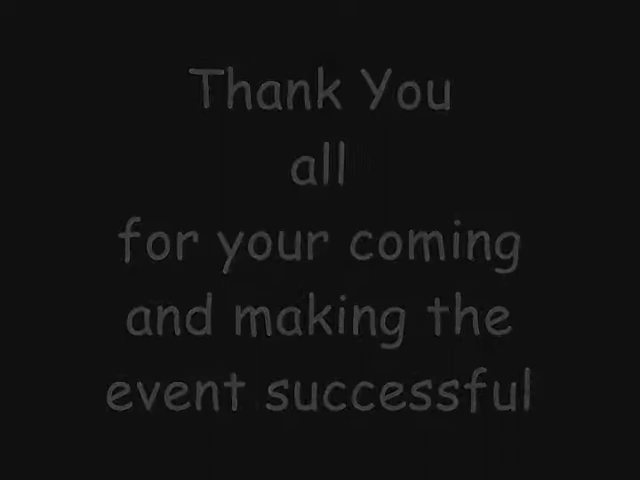 Thank You
all
for your coming
and making the
event successful